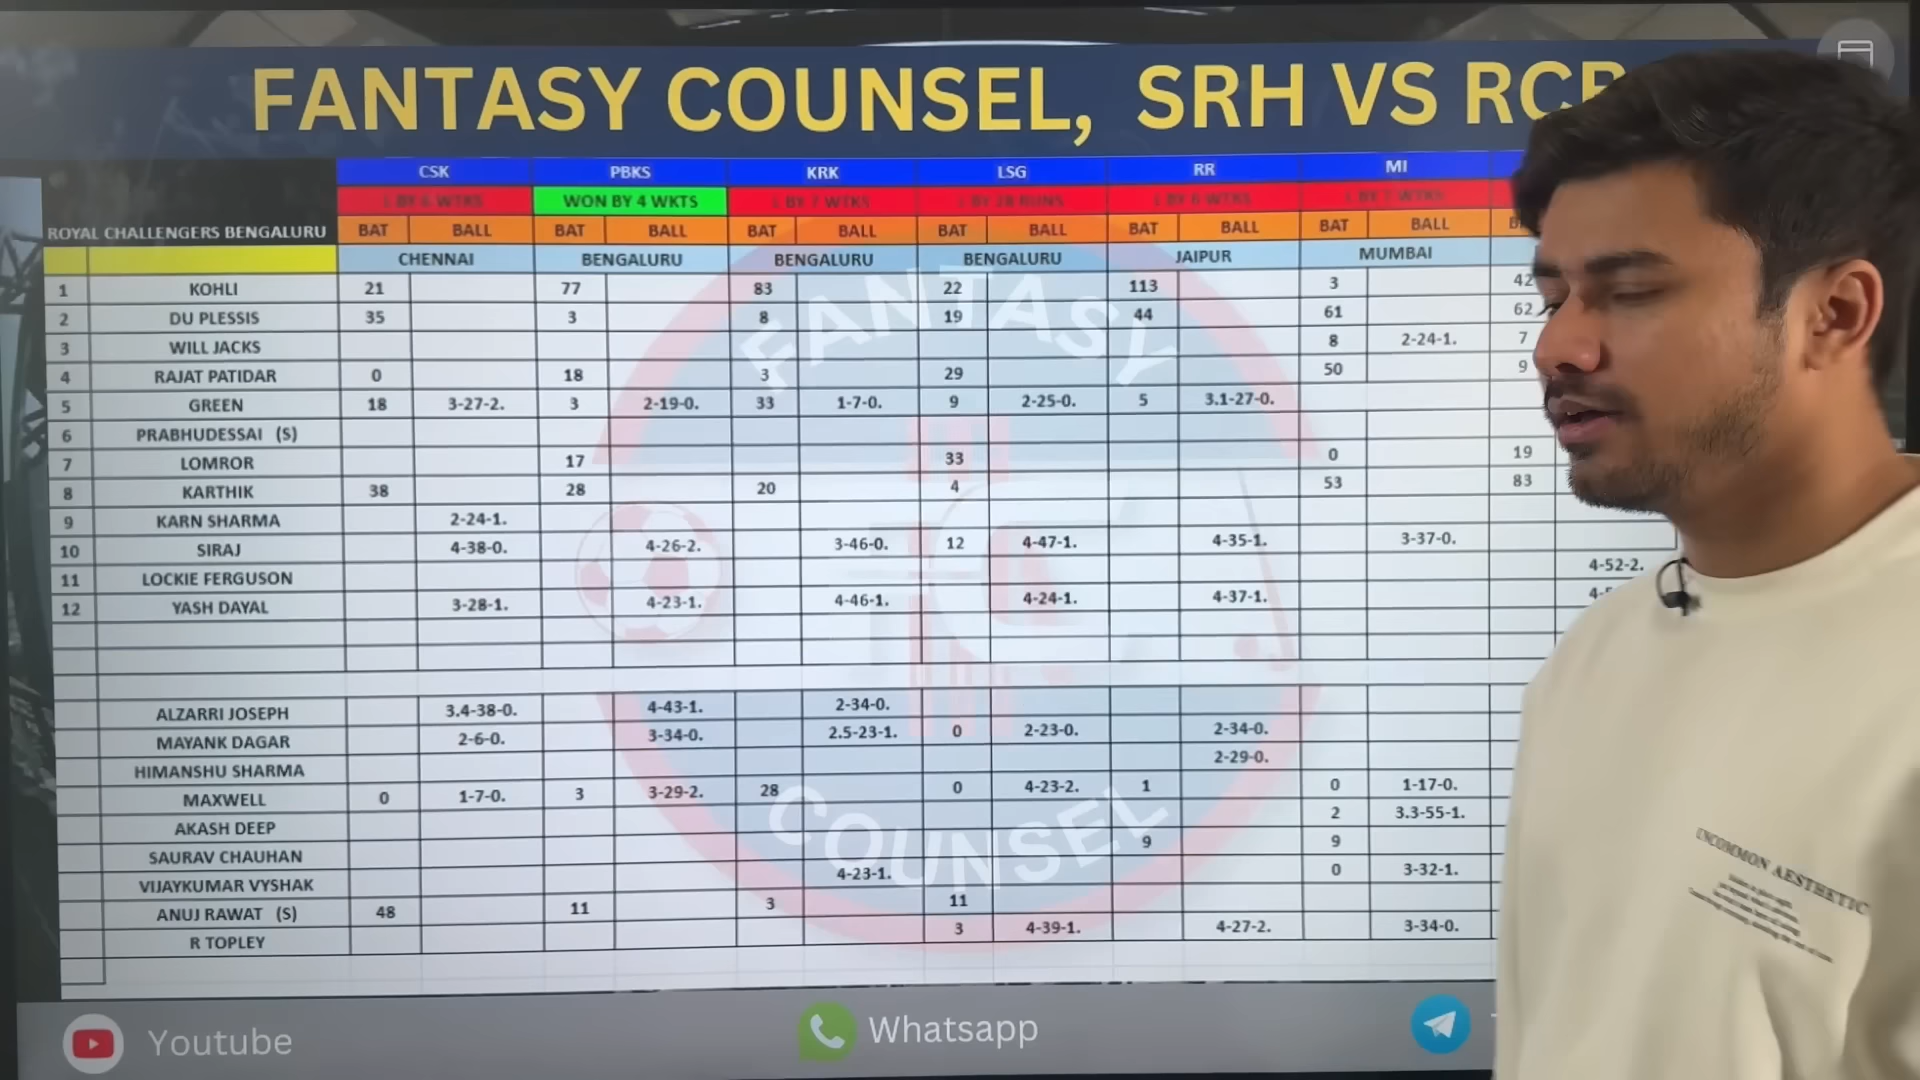 FANTASY COUNSEL, SRH VS RCB
CSK PBKS KRK LSG RR MI
L BY 6 WTKS WON BY 4 WKTS L BY 7 WTKS L BY 28 RUNS L BY 6 WTKS L BY 7 WTKS
ROYAL CHALLENGERS BENGALURU BAT BALL BAT BALL BAT BALL BAT BALL BAT BALL BAT BALL
CHENNAI BENGALURU BENGALURU BENGALURU JAIPUR MUMBAI
1 KOHLI 21 77 83 22 113 3 42
2 DU PLESSIS 35 3 8 19 44 61 62
3 WILL JACKS 8 2-24-1. 7
4 RAJAT PATIDAR 0 18 3 29 50 9
5 GREEN 18 3-27-2. 3 2-19-0. 33 1-7-0. 9 2-25-0. 5 3.1-27-0.
6 PRABHUDESSAI (S)
7 LOMROR 17 33 0 19
8 KARTHIK 38 28 20 4 53 83
9 KARN SHARMA 2-24-1.
10 SIRAJ 4-38-0. 4-26-2. 3-46-0. 12 4-47-1. 4-35-1. 3-37-0.
11 LOCKIE FERGUSON 4-52-2.
12 YASH DAYAL 3-28-1. 4-23-1. 4-46-1. 4-24-1. 4-37-1.
ALZARRI JOSEPH 3.4-38-0. 4-43-1. 2-34-0.
MAYANK DAGAR 2-6-0. 3-34-0. 2.5-23-1. 0 2-23-0. 2-34-0.
HIMANSHU SHARMA 2-29-0.
MAXWELL 0 1-7-0. 3 3-29-2. 28 0 4-23-2. 1 0 1-17-0.
AKASH DEEP 2 3.3-55-1.
SAURAV CHAUHAN 9 9
VIJAYKUMAR VYSHAK 4-23-1. 0 3-32-1.
ANUJ RAWAT (S) 48 11 3 11
R TOPLEY 3 4-39-1. 4-27-2. 3-34-0.
FANTASY
COUNSEL
UNCOMMON AESTHETIC
Youtube Whatsapp